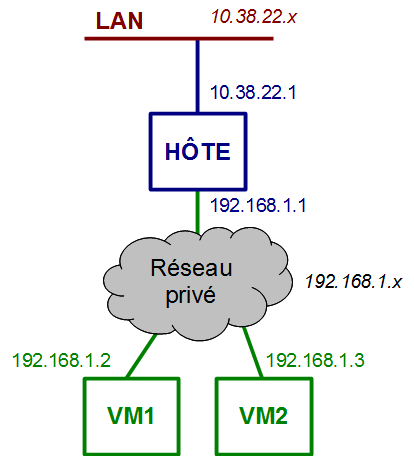 LAN
10.38.22.x
10.38.22.1
HÔTE
192.168.1.1
Réseau
privé
192.168.1.x
192.168.1.2
192.168.1.3
VM1
VM2